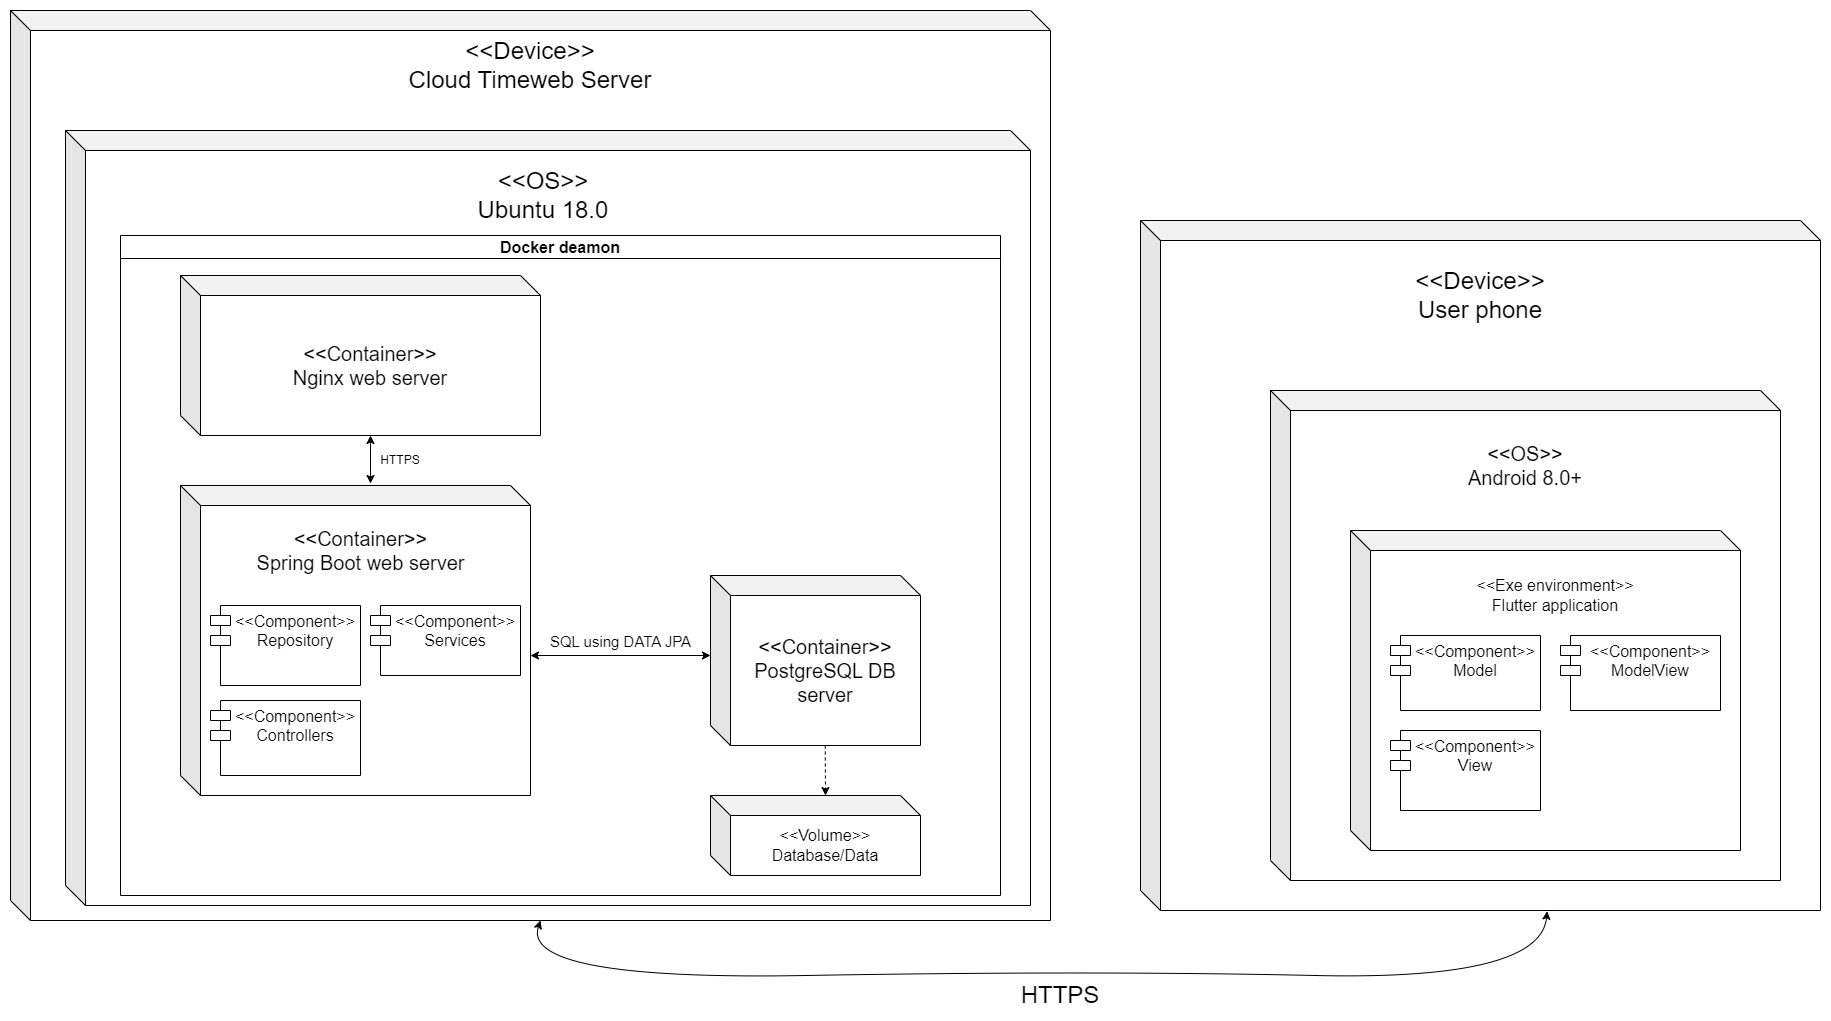 <<Device>>
Cloud Timeweb Server
<<OS>>
Ubuntu 18.0
Docker deamon
<<Container>>
Nginx web server
HTTPS
<<Container>>
Spring Boot web server
<<Component>>
Repository
<<Component>>
Services
<<Component>>
Controllers
SQL using DATA JPA
<<Container>>
PostgreSQL DB
server
<<Volume>>
Database/Data
<<Device>>
User phone
<<OS>>
Android 8.0+
<<Exe environment>>
Flutter application
<<Component>>
Model
<<Component>>
ModelView
<<Component>>
View
HTTPS